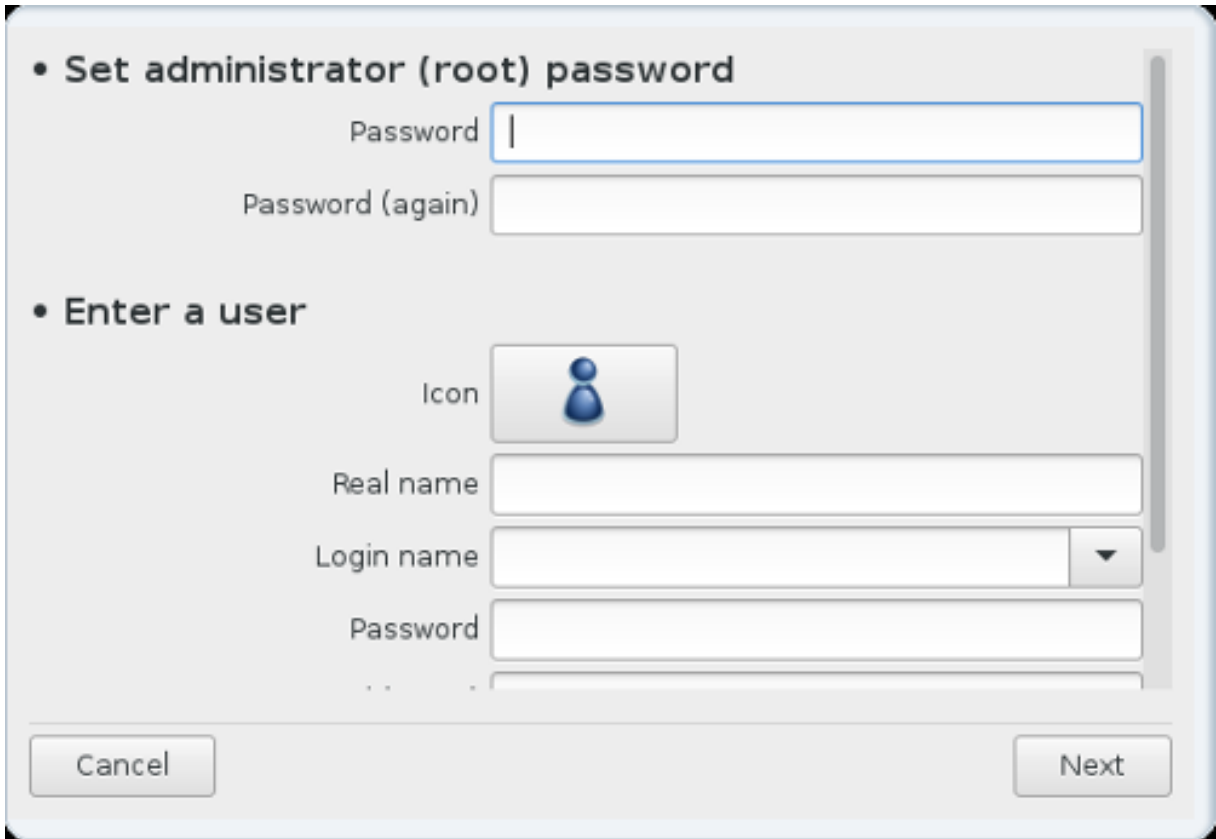 • Set administrator (root) password
Password
Password (again)
• Enter a user
Icon
Real name
Login name
Password
Cancel
Next